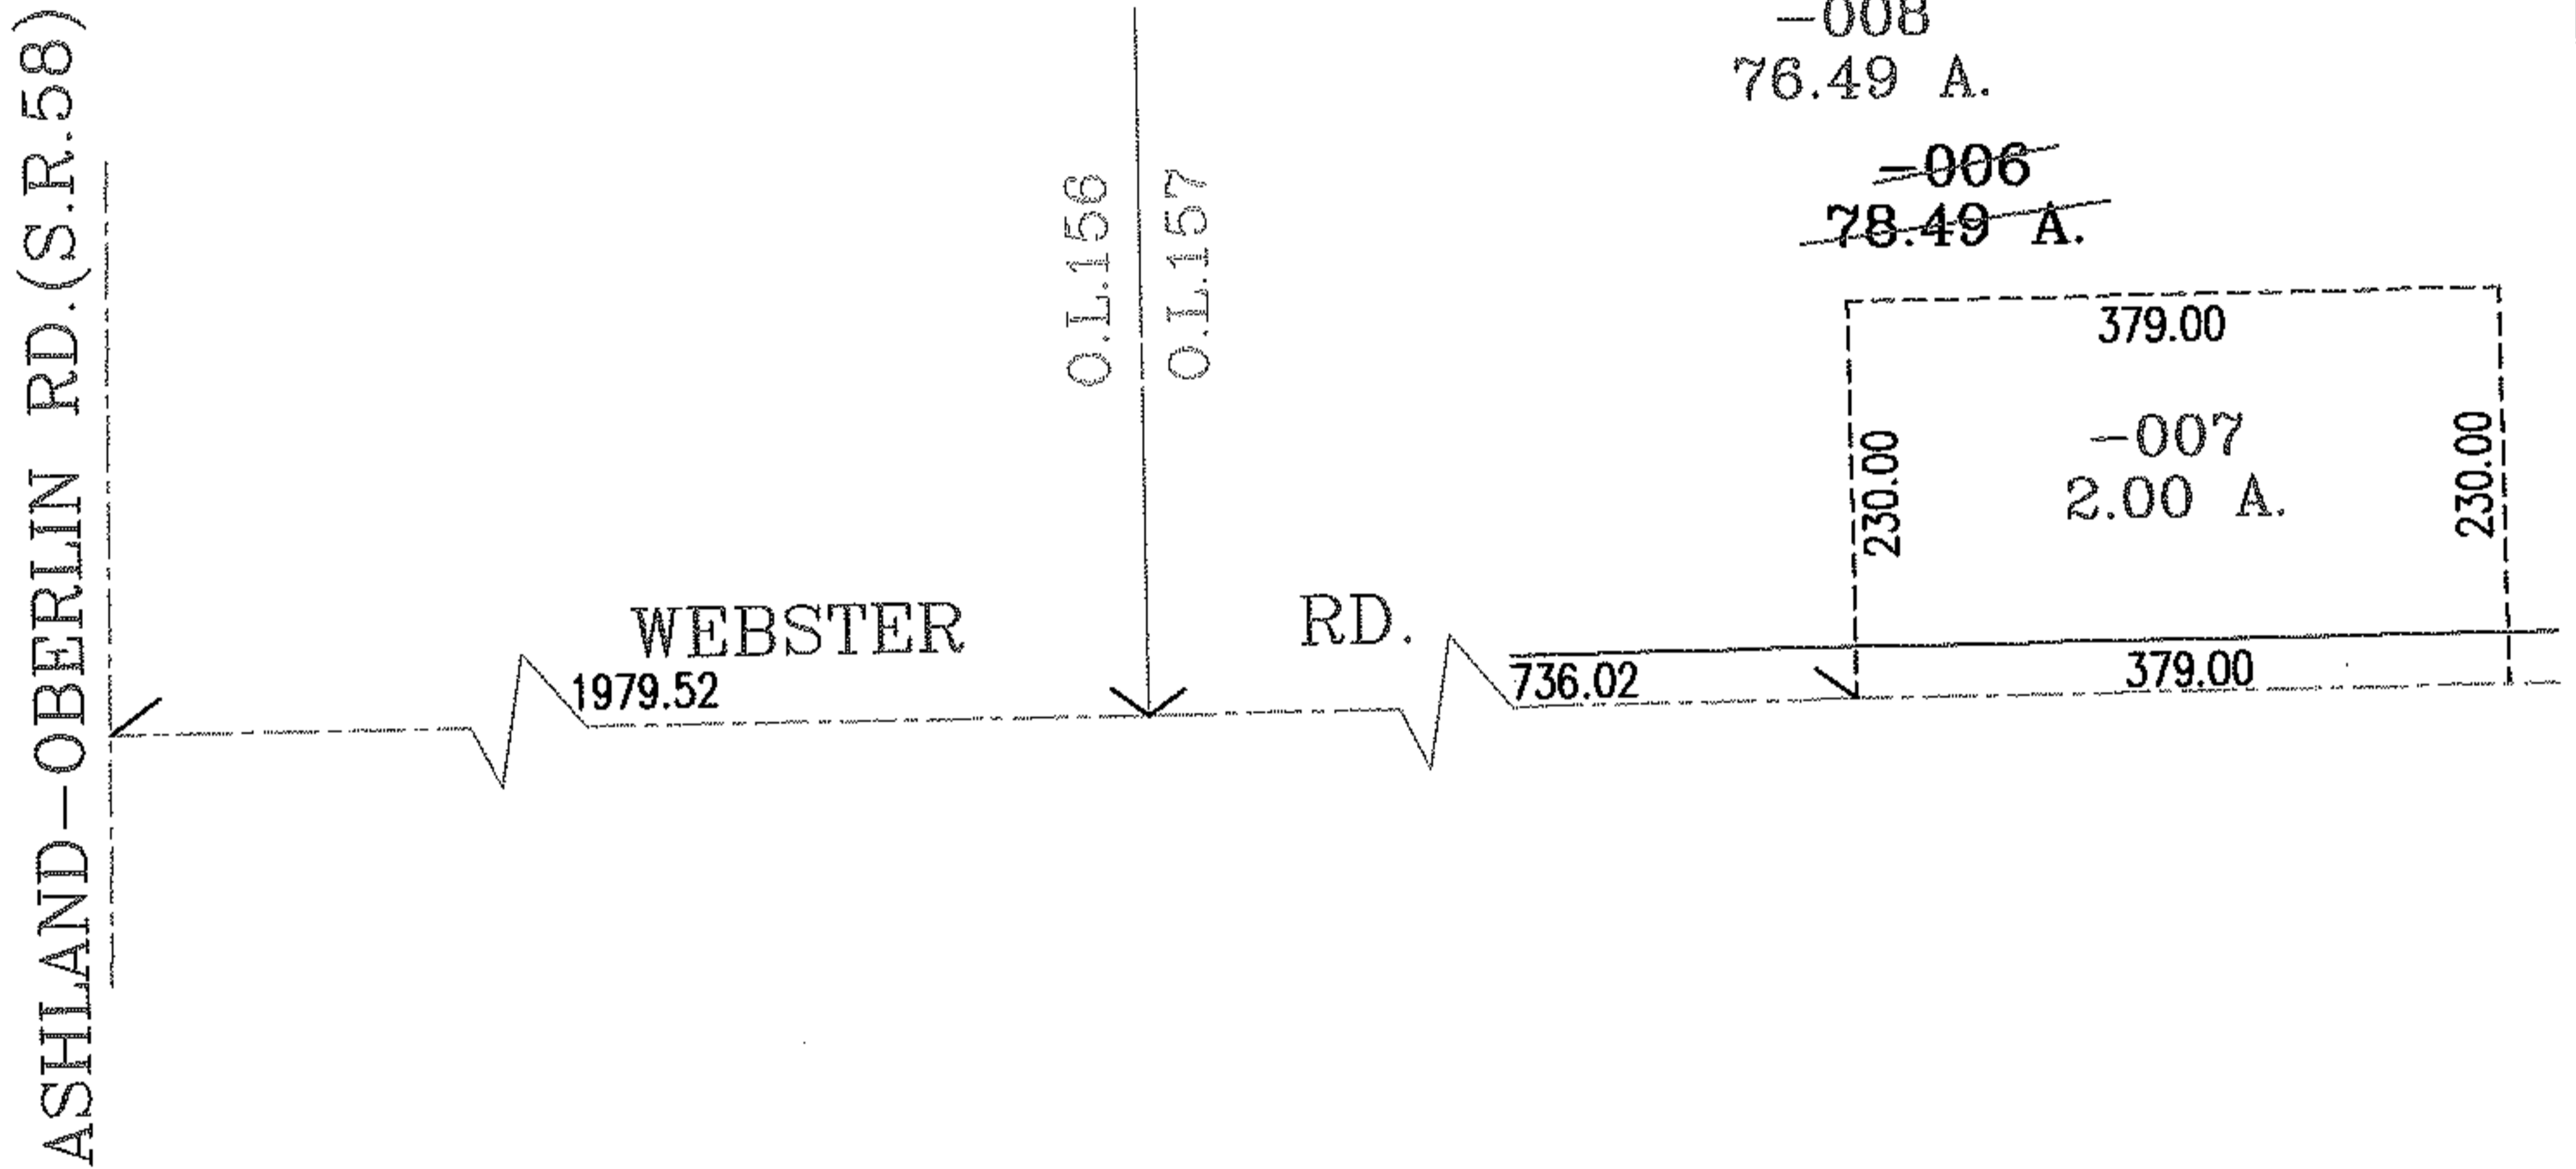 ASHLAND-OBERLIN RD.(S.R.58)
O.L.156
O.L.157
-008
76.49 A.
-006
78.49 A.
379.00
230.00
-007
2.00 A.
230.00
WEBSTER RD.
1979.52
736.02
379.00